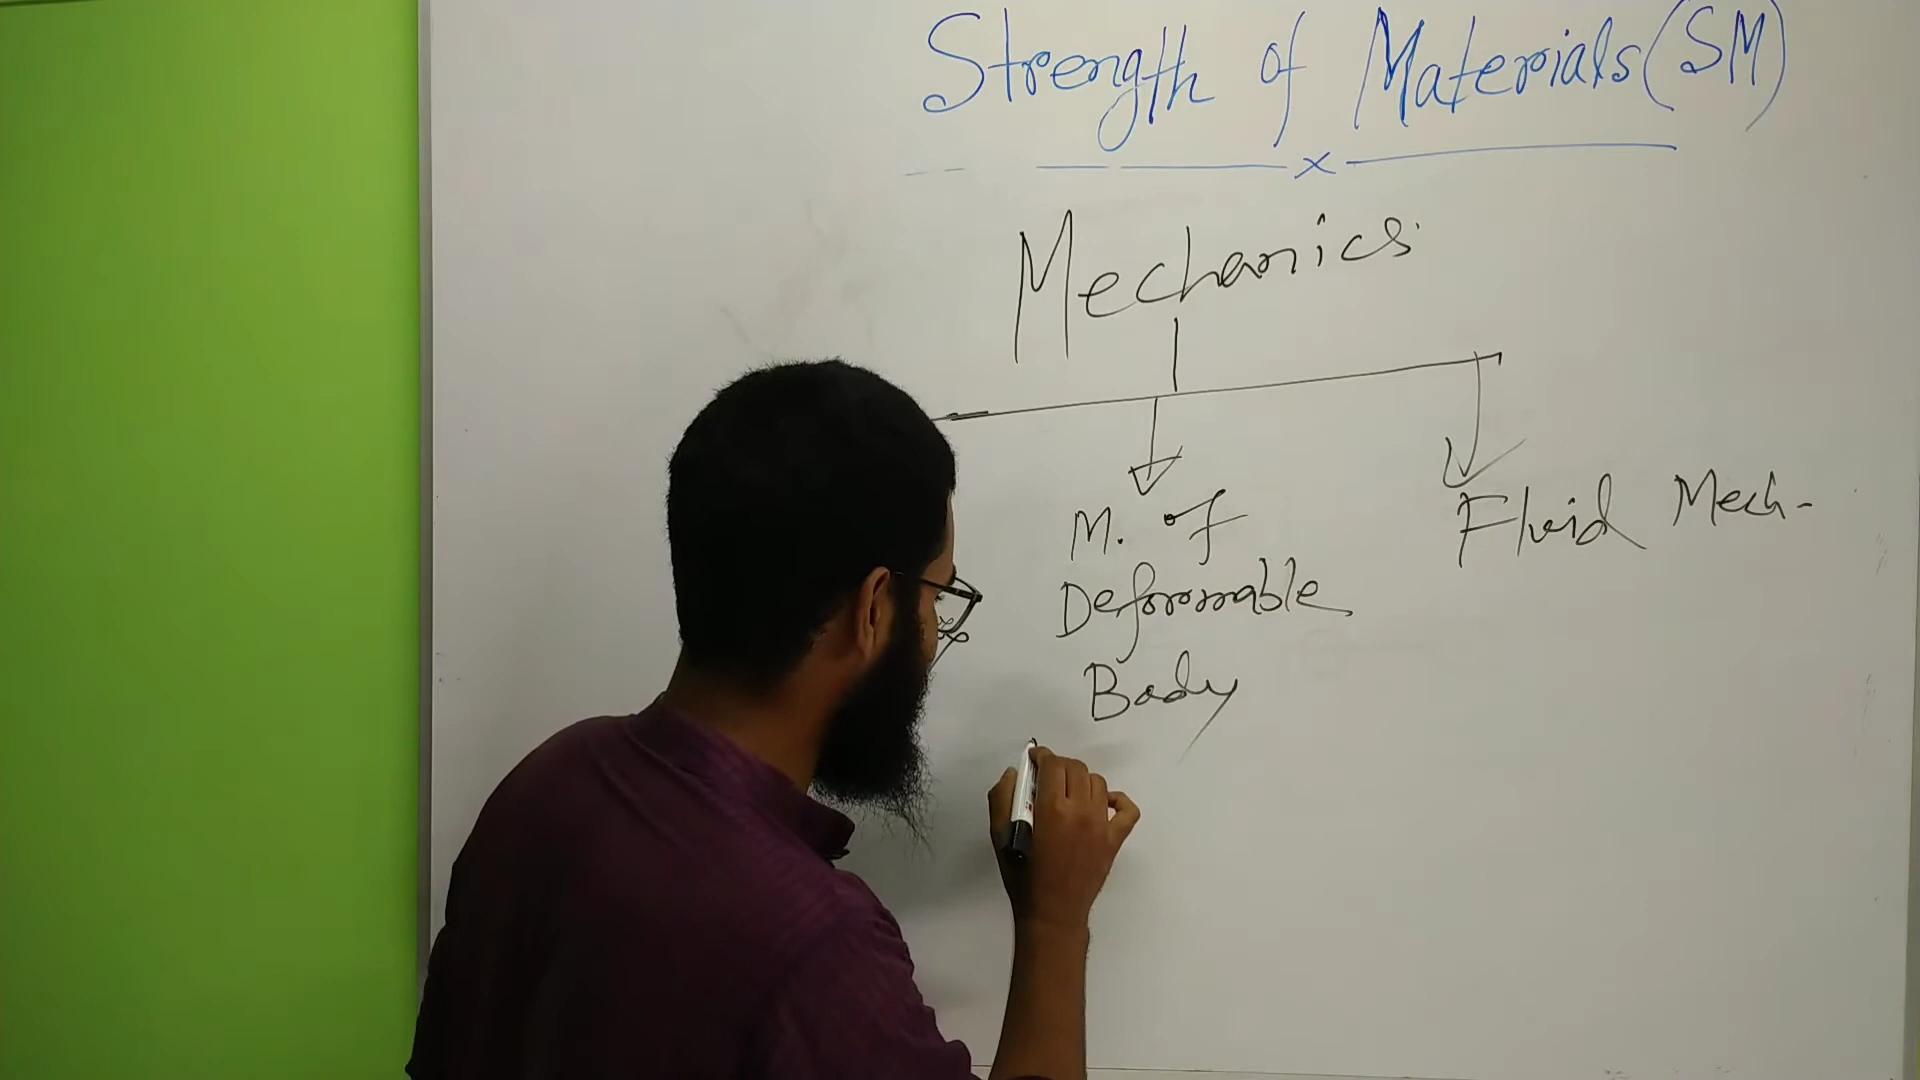 Strength of Materials (SM)
x
Mechanics
M. of
Deformable
Body
Fluid Mech.